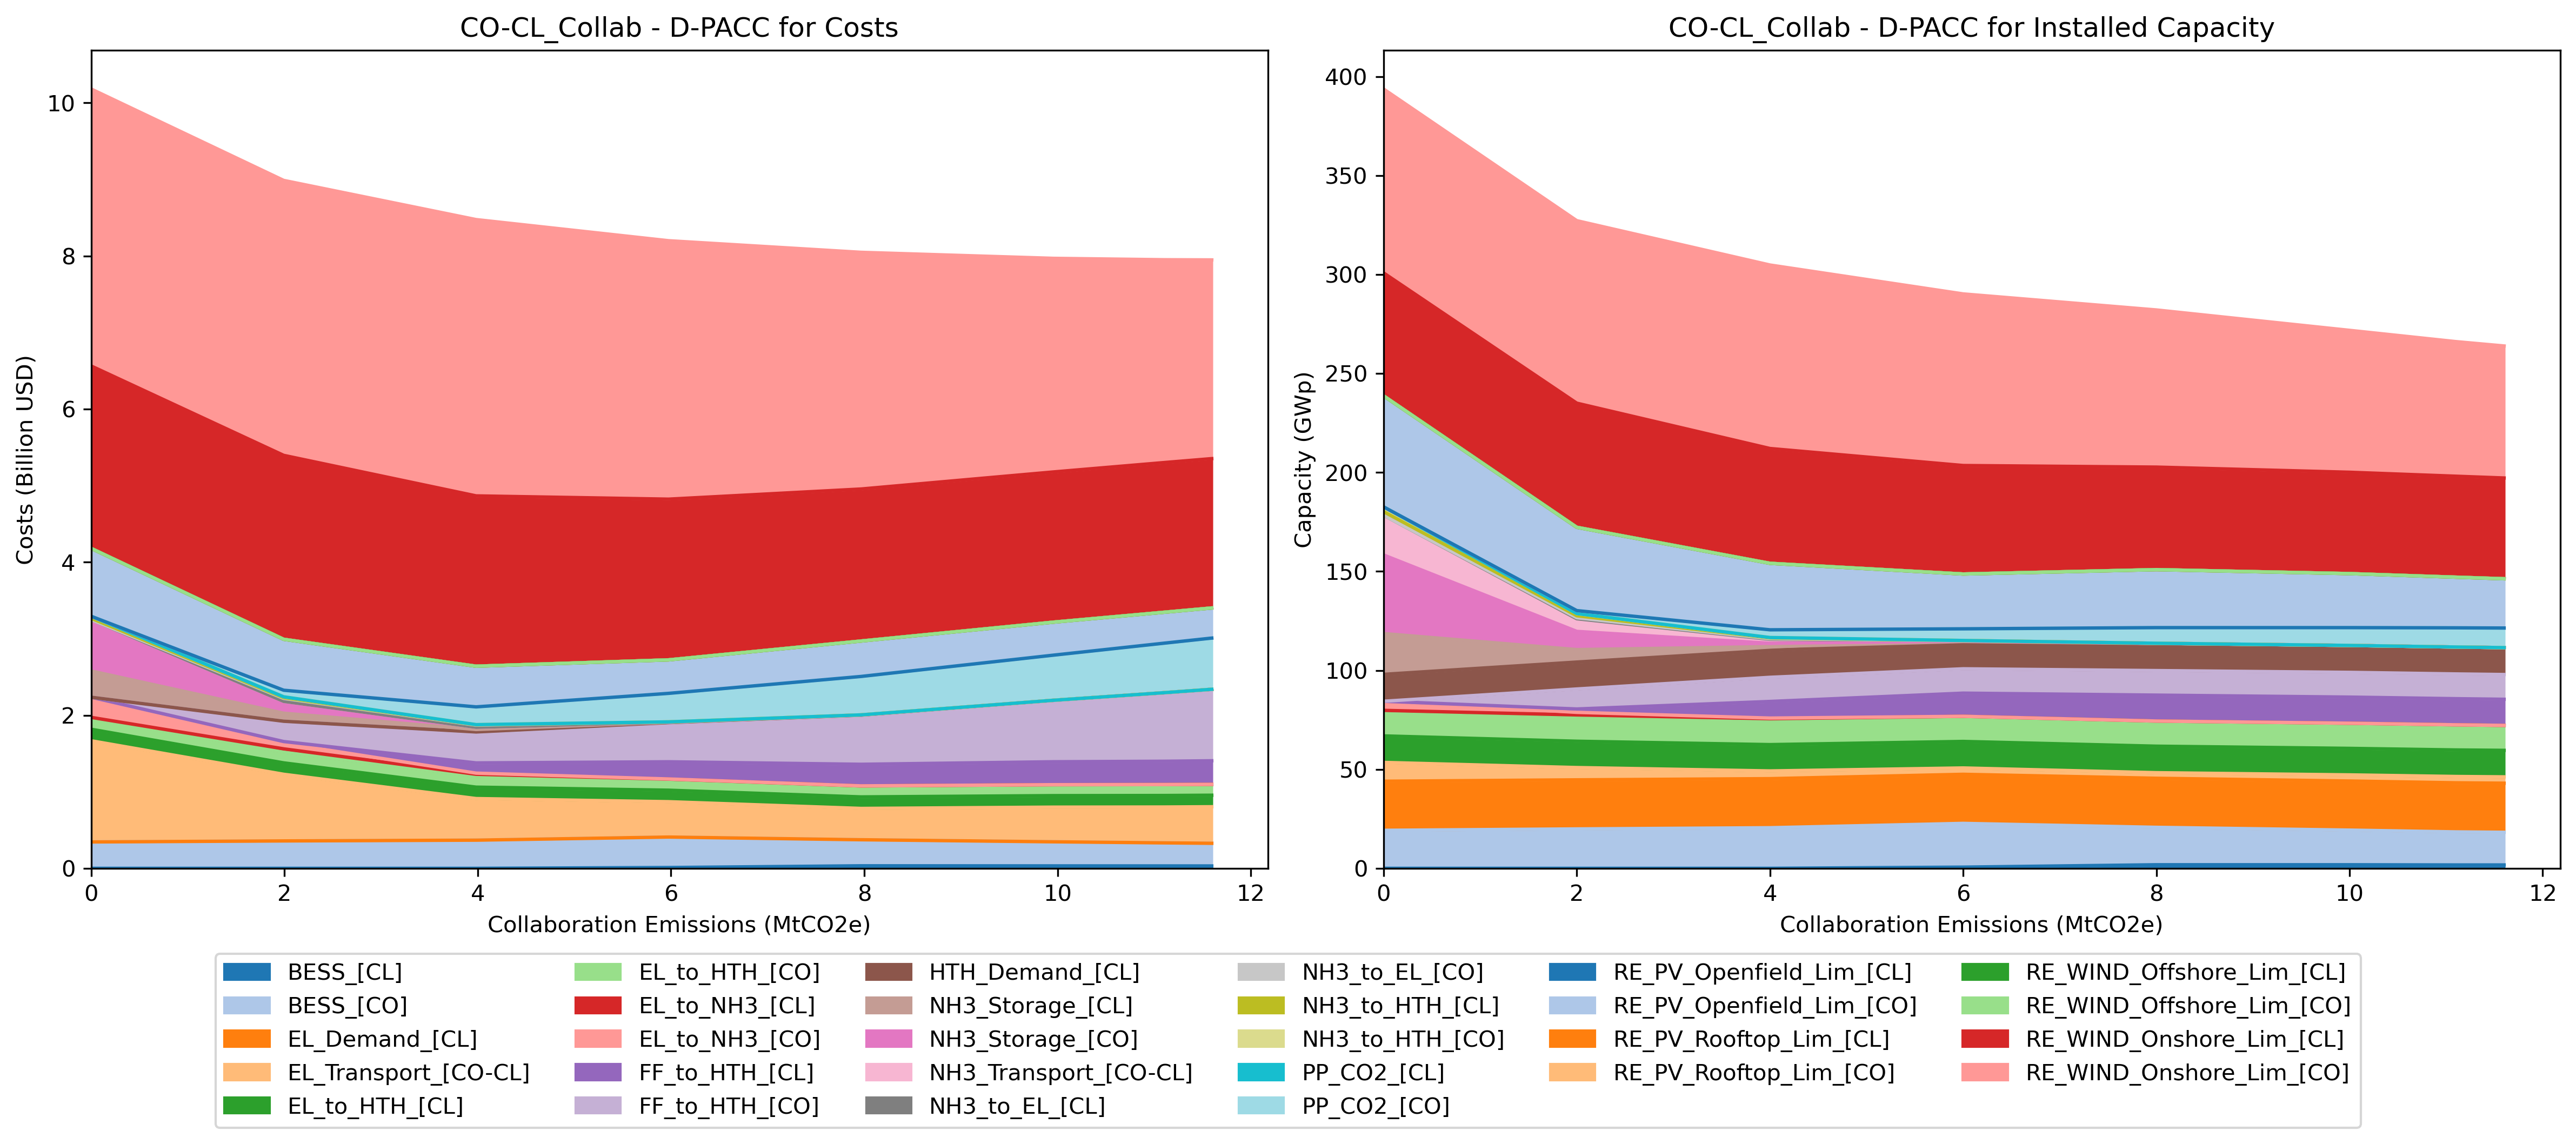 CO-CL_Collab - D-PACC for Costs
Costs (Billion USD)
10
8
6
4
2
0
0 2 4 6 8 10 12
Collaboration Emissions (MtCO2e)
CO-CL_Collab - D-PACC for Installed Capacity
Capacity (GWp)
400
350
300
250
200
150
100
50
0
0 2 4 6 8 10 12
Collaboration Emissions (MtCO2e)
BESS_[CL]
BESS_[CO]
EL_Demand_[CL]
EL_Transport_[CO-CL]
EL_to_HTH_[CL]
EL_to_HTH_[CO]
EL_to_NH3_[CL]
EL_to_NH3_[CO]
FF_to_HTH_[CL]
FF_to_HTH_[CO]
HTH_Demand_[CL]
NH3_Storage_[CL]
NH3_Storage_[CO]
NH3_Transport_[CO-CL]
NH3_to_EL_[CL]
NH3_to_EL_[CO]
NH3_to_HTH_[CL]
NH3_to_HTH_[CO]
PP_CO2_[CL]
PP_CO2_[CO]
RE_PV_Openfield_Lim_[CL]
RE_PV_Openfield_Lim_[CO]
RE_PV_Rooftop_Lim_[CL]
RE_PV_Rooftop_Lim_[CO]
RE_WIND_Offshore_Lim_[CL]
RE_WIND_Offshore_Lim_[CO]
RE_WIND_Onshore_Lim_[CL]
RE_WIND_Onshore_Lim_[CO]